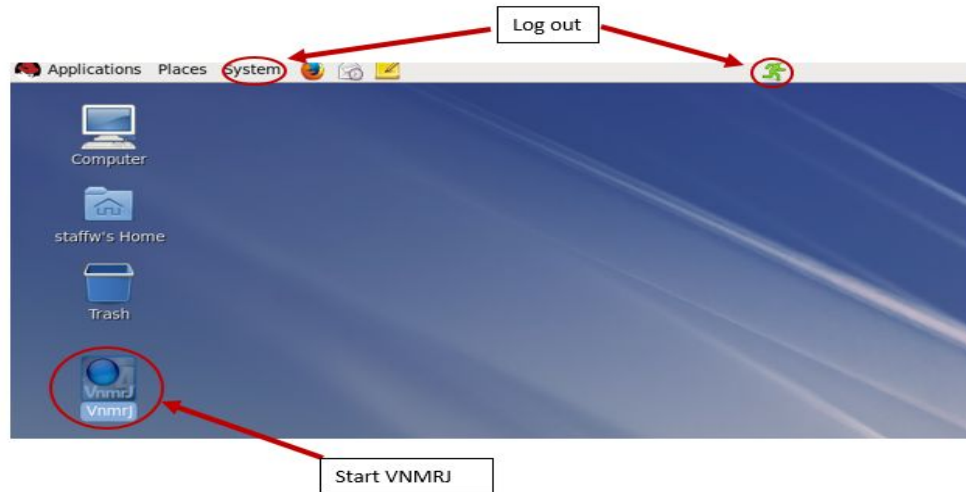 Log out
Applications Places System
Computer
staffw's Home
Trash
VnmrJ
VnmrJ
Start VNMRJ